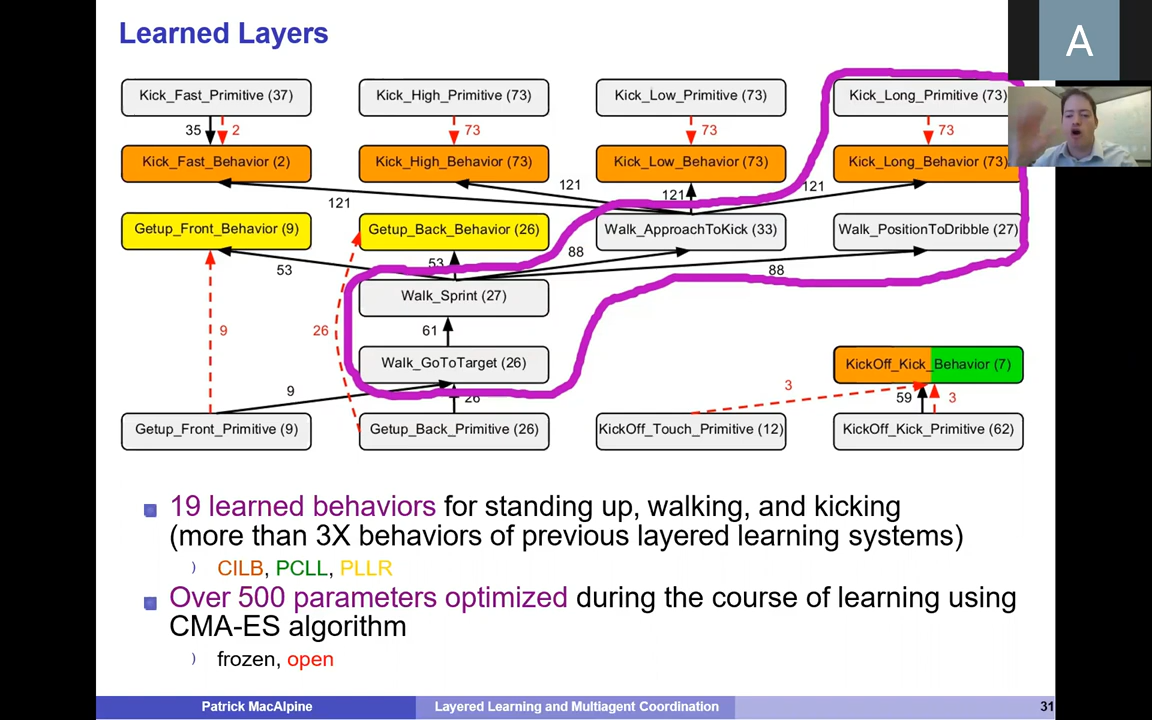 Learned Layers
A
Kick_Fast_Primitive (37)
Kick_High_Primitive (73)
Kick_Low_Primitive (73)
Kick_Long_Primitive (73)
35
2
73
73
73
Kick_Fast_Behavior (2)
Kick_High_Behavior (73)
Kick_Low_Behavior (73)
Kick_Long_Behavior (73)
121
121
121
121
Getup_Front_Behavior (9)
Getup_Back_Behavior (26)
Walk_ApproachToKick (33)
Walk_PositionToDribble (27)
53
53
88
88
Walk_Sprint (27)
9
26
61
Walk_GoToTarget (26)
KickOff_Kick_Behavior (7)
9
26
3
59
3
Getup_Front_Primitive (9)
Getup_Back_Primitive (26)
KickOff_Touch_Primitive (12)
KickOff_Kick_Primitive (62)
19 learned behaviors for standing up, walking, and kicking
(more than 3X behaviors of previous layered learning systems)
CILB, PCLL, PLLR
Over 500 parameters optimized during the course of learning using
CMA-ES algorithm
frozen, open
Patrick MacAlpine
Layered Learning and Multiagent Coordination
31